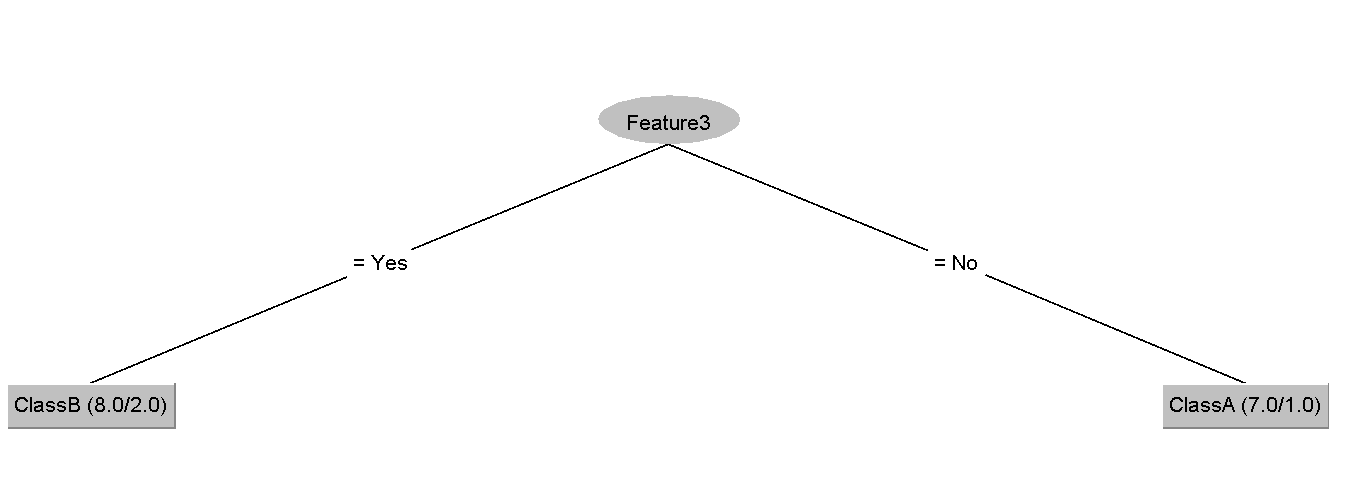 Feature3
= Yes
= No
ClassB (8.0/2.0)
ClassA (7.0/1.0)